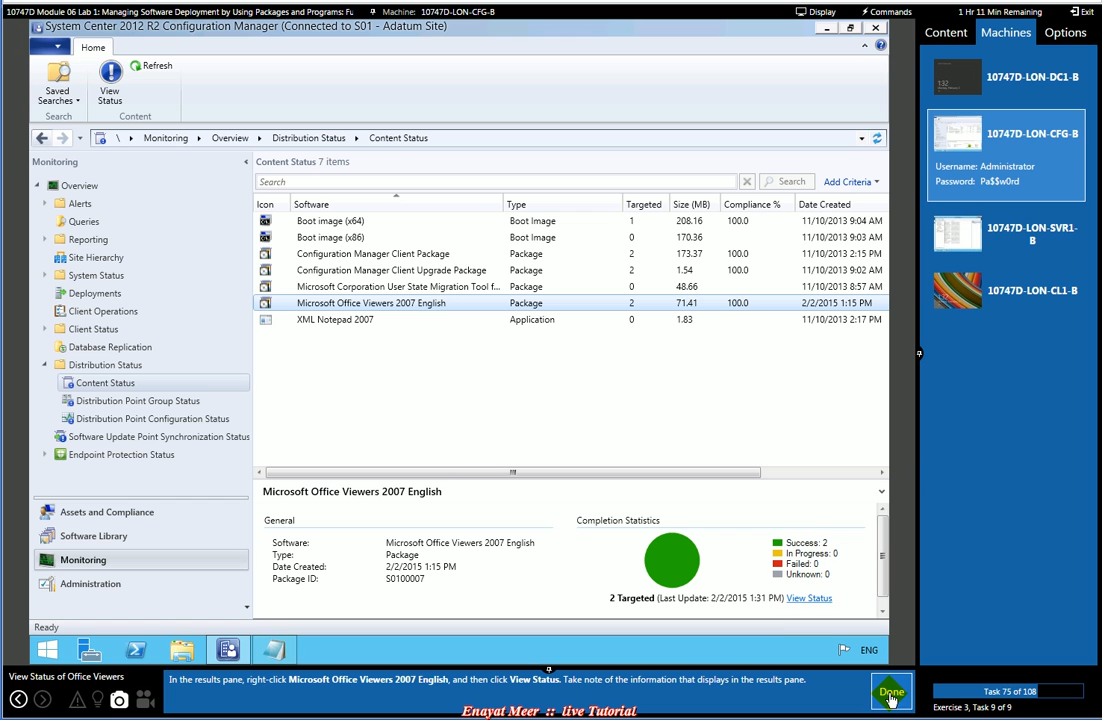 10747D Module 06 Lab 1: Managing Software Deployment by Using Packages and Programs: Fu Machine: 10747D-LON-CFG-B Display Commands 1 Hr 11 Min Remaining Exit
System Center 2012 R2 Configuration Manager (Connected to S01 - Adatum Site)
Content Machines Options
Home
Saved Searches
View Status
Refresh
Search Content
\ Monitoring Overview Distribution Status Content Status
Monitoring
Overview
Alerts
Queries
Reporting
Site Hierarchy
System Status
Deployments
Client Operations
Client Status
Database Replication
Distribution Status
Content Status
Distribution Point Group Status
Distribution Point Configuration Status
Software Update Point Synchronization Status
Endpoint Protection Status
Assets and Compliance
Software Library
Monitoring
Administration
Content Status 7 items
Search Search Add Criteria
Icon Software Type Targeted Size (MB) Compliance % Date Created
Boot image (x64) Boot Image 1 208.16 100.0 11/10/2013 9:04 AM
Boot image (x86) Boot Image 0 170.36 11/10/2013 9:03 AM
Configuration Manager Client Package Package 2 173.37 100.0 11/10/2013 2:15 PM
Configuration Manager Client Upgrade Package Package 2 1.54 100.0 11/10/2013 9:02 AM
Microsoft Corporation User State Migration Tool f... Package 0 48.66 11/10/2013 8:57 AM
Microsoft Office Viewers 2007 English Package 2 71.41 100.0 2/2/2015 1:15 PM
XML Notepad 2007 Application 0 1.83 11/10/2013 2:17 PM
Microsoft Office Viewers 2007 English
General
Software: Microsoft Office Viewers 2007 English
Type: Package
Date Created: 2/2/2015 1:15 PM
Package ID: S0100007
Completion Statistics
Success: 2
In Progress: 0
Failed: 0
Unknown: 0
2 Targeted (Last Update: 2/2/2015 1:31 PM) View Status
Ready
ENG
10747D-LON-DC1-B
10747D-LON-CFG-B
Username: Administrator
Password: Pa$$w0rd
10747D-LON-SVR1-
B
10747D-LON-CL1-B
View Status of Office Viewers
In the results pane, right-click Microsoft Office Viewers 2007 English, and then click View Status. Take note of the information that displays in the results pane.
Done
Task 75 of 108
Exercise 3, Task 9 of 9
Enayat Meer :: live Tutorial